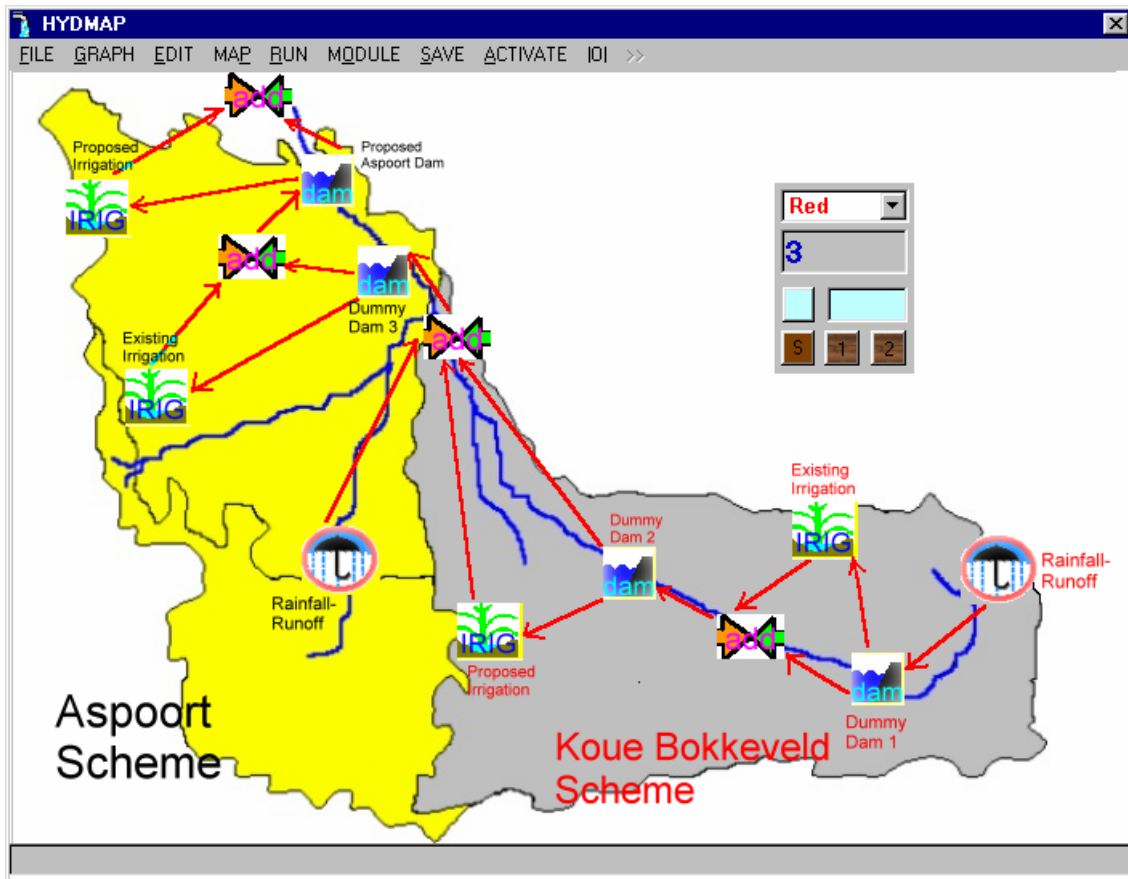 HYDMAP
FILE GRAPH EDIT MAP RUN MODULE SAVE ACTIVATE |O| >>
add
Proposed
Irrigation
IRIG
Proposed
Aspoort Dam
dam
add
dam
Dummy
Dam 3
Existing
Irrigation
IRIG
add
Red
3
S 1 2
Rainfall-
Runoff
Existing
Irrigation
IRIG
Dummy
Dam 2
dam
Rainfall-
Runoff
IRIG
Proposed
Irrigation
add
dam
Dummy
Dam 1
Aspoort
Scheme
Koue Bokkeveld
Scheme